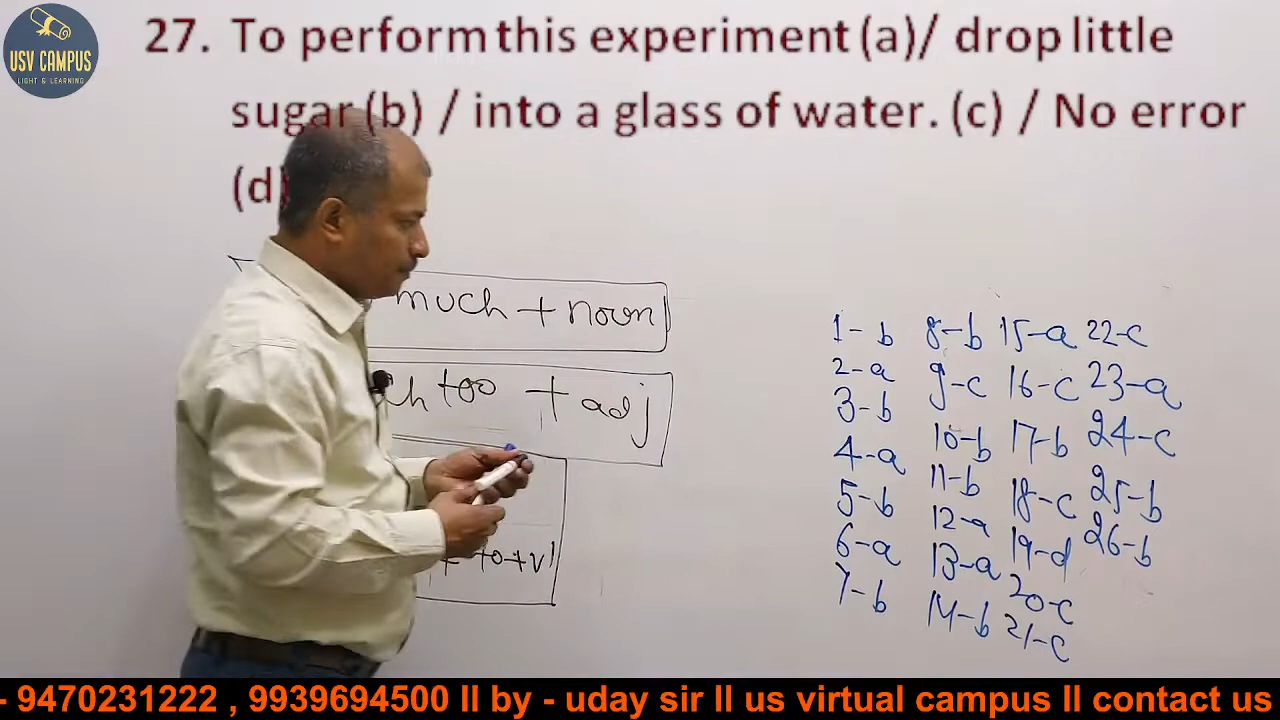 USV CAMPUS
LIGHT & LEARNING
27. To perform this experiment (a)/ drop little
sugar (b) / into a glass of water. (c) / No error
(d)
much + noun
ch too + adj
to + v1
1- b
2- a
3- b
4- a
5- b
6- a
7- b
8- b
9- c
10- b
11- b
12- a
13- a
14- b
15- a
16- c
17- b
18- c
19- d
20- c
21- c
22- c
23- a
24- c
25- b
26- b
- 9470231222 , 9939694500 II by - uday sir II us virtual campus II contact us